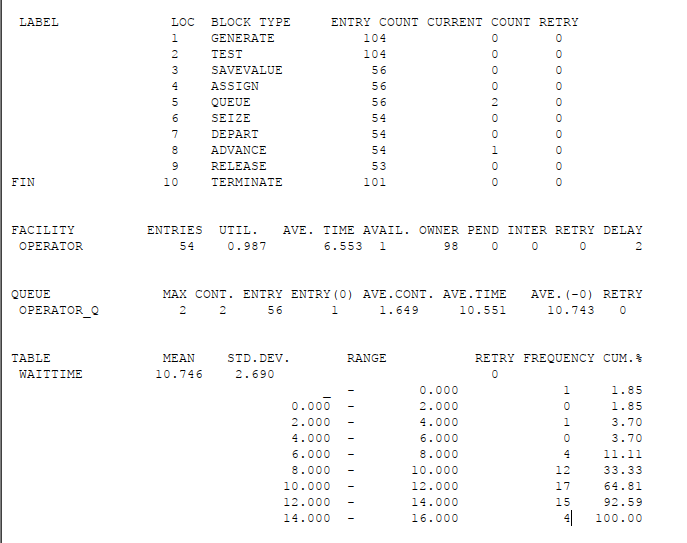 LABEL LOC BLOCK TYPE ENTRY COUNT CURRENT COUNT RETRY
1 GENERATE 104 0 0
2 TEST 104 0 0
3 SAVEVALUE 56 0 0
4 ASSIGN 56 0 0
5 QUEUE 56 2 0
6 SEIZE 54 0 0
7 DEPART 54 0 0
8 ADVANCE 54 1 0
9 RELEASE 53 0 0
FIN 10 TERMINATE 101 0 0
FACILITY ENTRIES UTIL. AVE. TIME AVAIL. OWNER PEND INTER RETRY DELAY
OPERATOR 54 0.987 6.553 1 98 0 0 0 2
QUEUE MAX CONT. ENTRY ENTRY(0) AVE.CONT. AVE.TIME AVE.(-0) RETRY
OPERATOR_Q 2 2 56 1 1.649 10.551 10.743 0
TABLE MEAN STD.DEV. RANGE RETRY FREQUENCY CUM.%
WAITTIME 10.746 2.690 0
_ - 0.000 1 1.85
0.000 - 2.000 0 1.85
2.000 - 4.000 1 3.70
4.000 - 6.000 0 3.70
6.000 - 8.000 4 11.11
8.000 - 10.000 12 33.33
10.000 - 12.000 17 64.81
12.000 - 14.000 15 92.59
14.000 - 16.000 4 100.00